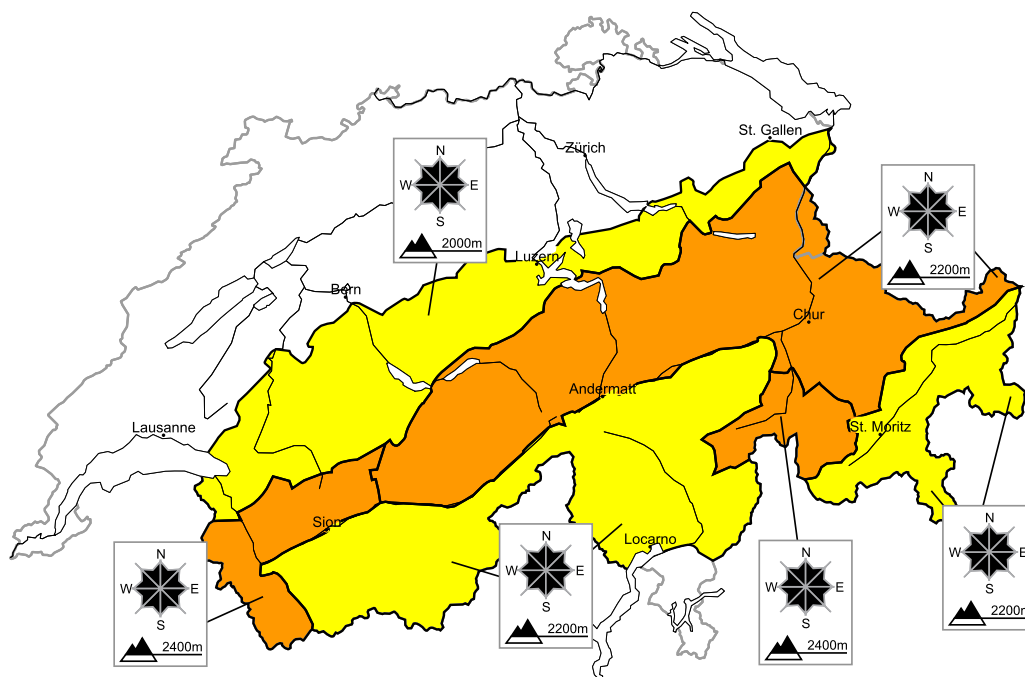 St. Gallen
Zürich
N
W E
S
2000m
N
W E
S
2200m
Luzern
Bern
Chur
Andermatt
Lausanne
St. Moritz
Sion
Locarno
N
W E
S
2400m
N
W E
S
2200m
N
W E
S
2400m
N
W E
S
2200m